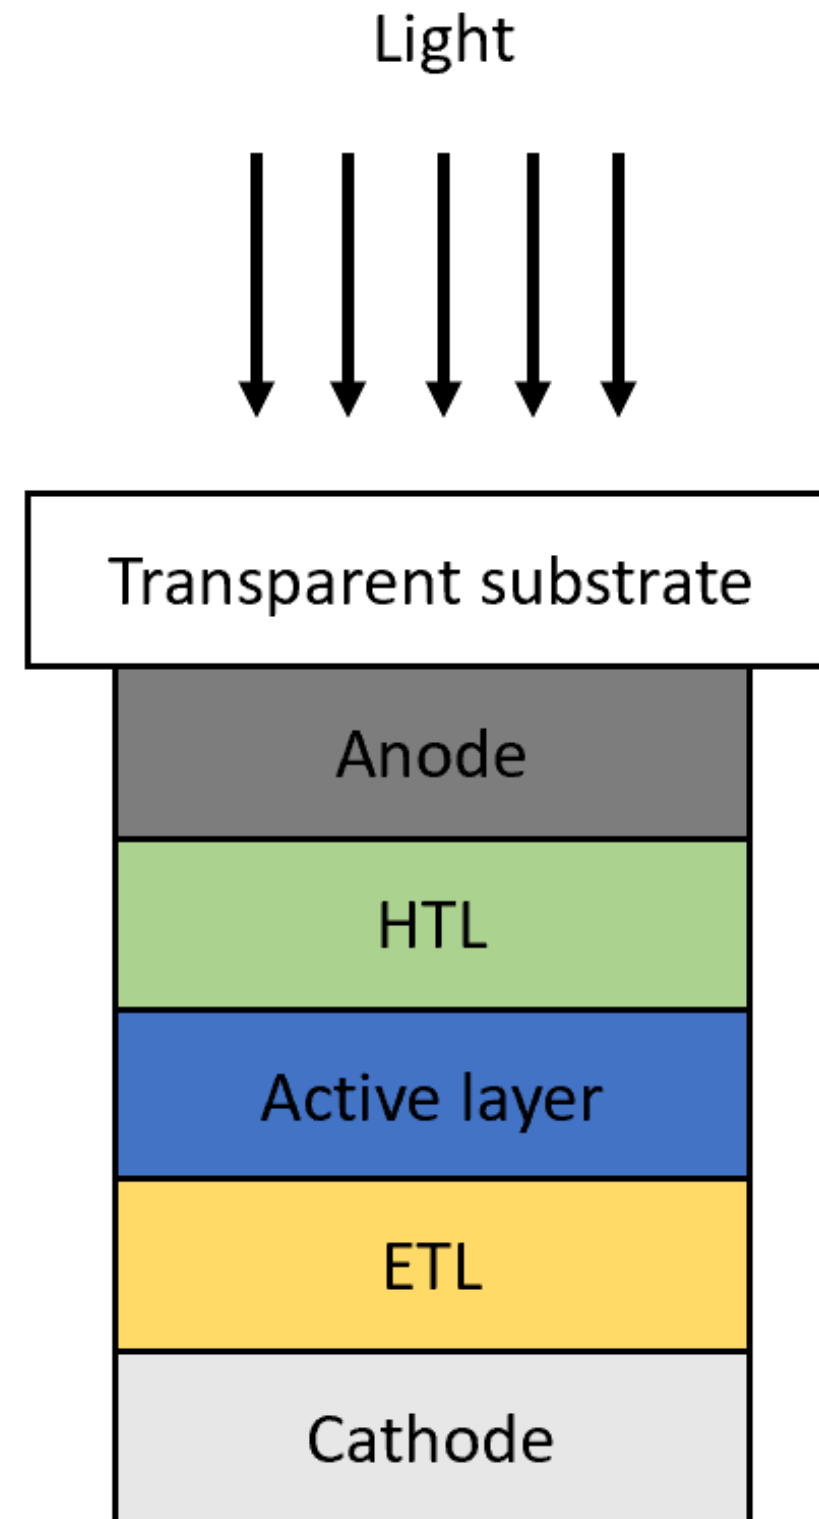 Light
Transparent substrate
Anode
HTL
Active layer
ETL
Cathode